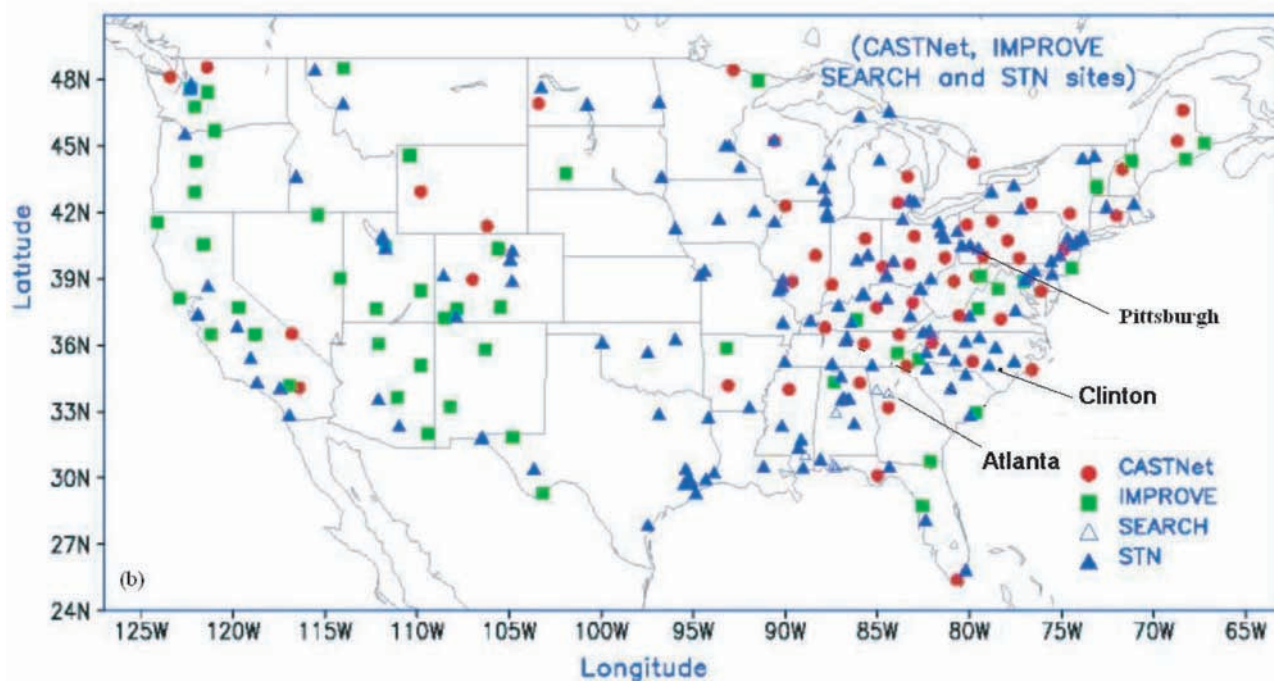 (CASTNet, IMPROVE
SEARCH and STN sites)
48N
45N
42N
39N
36N
33N
30N
27N
24N
Latitude
Pittsburgh
Clinton
Atlanta
CASTNet
IMPROVE
SEARCH
STN
(b)
125W 120W 115W 110W 105W 100W 95W 90W 85W 80W 75W 70W 65W
Longitude